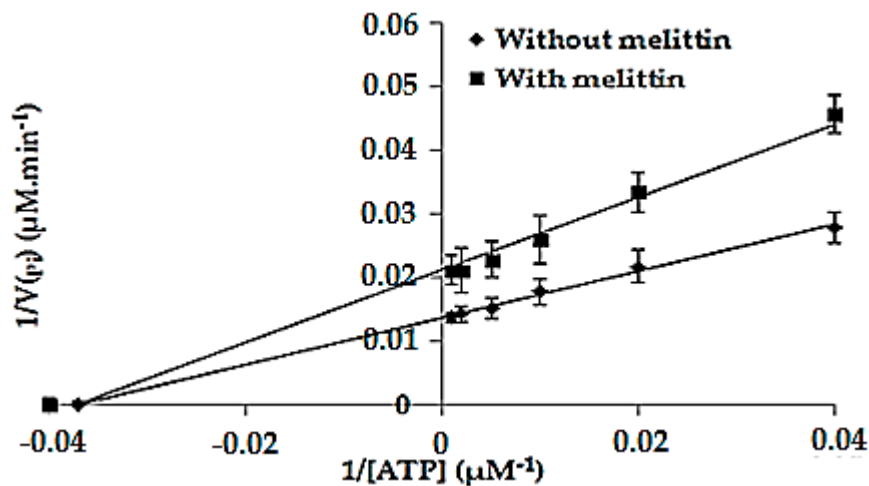 0.06
Without melittin
0.05
With melittin
0.04
0.03
0.02
0.01
0
1/V(Pi) (µM.min-1)
-0.04 -0.02 0 0.02 0.04
1/[ATP] (µM-1)